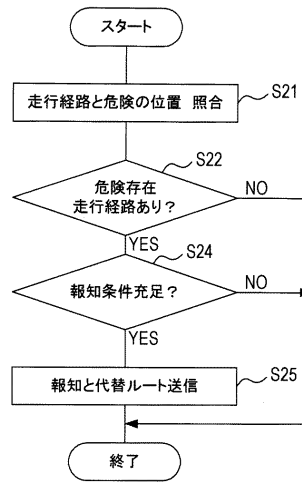 スタート
走行経路と危険の位置 照合
S21
S22
危険存在
走行経路あり？
NO
YES
S24
報知条件充足？
NO
YES
S25
報知と代替ルート送信
終了